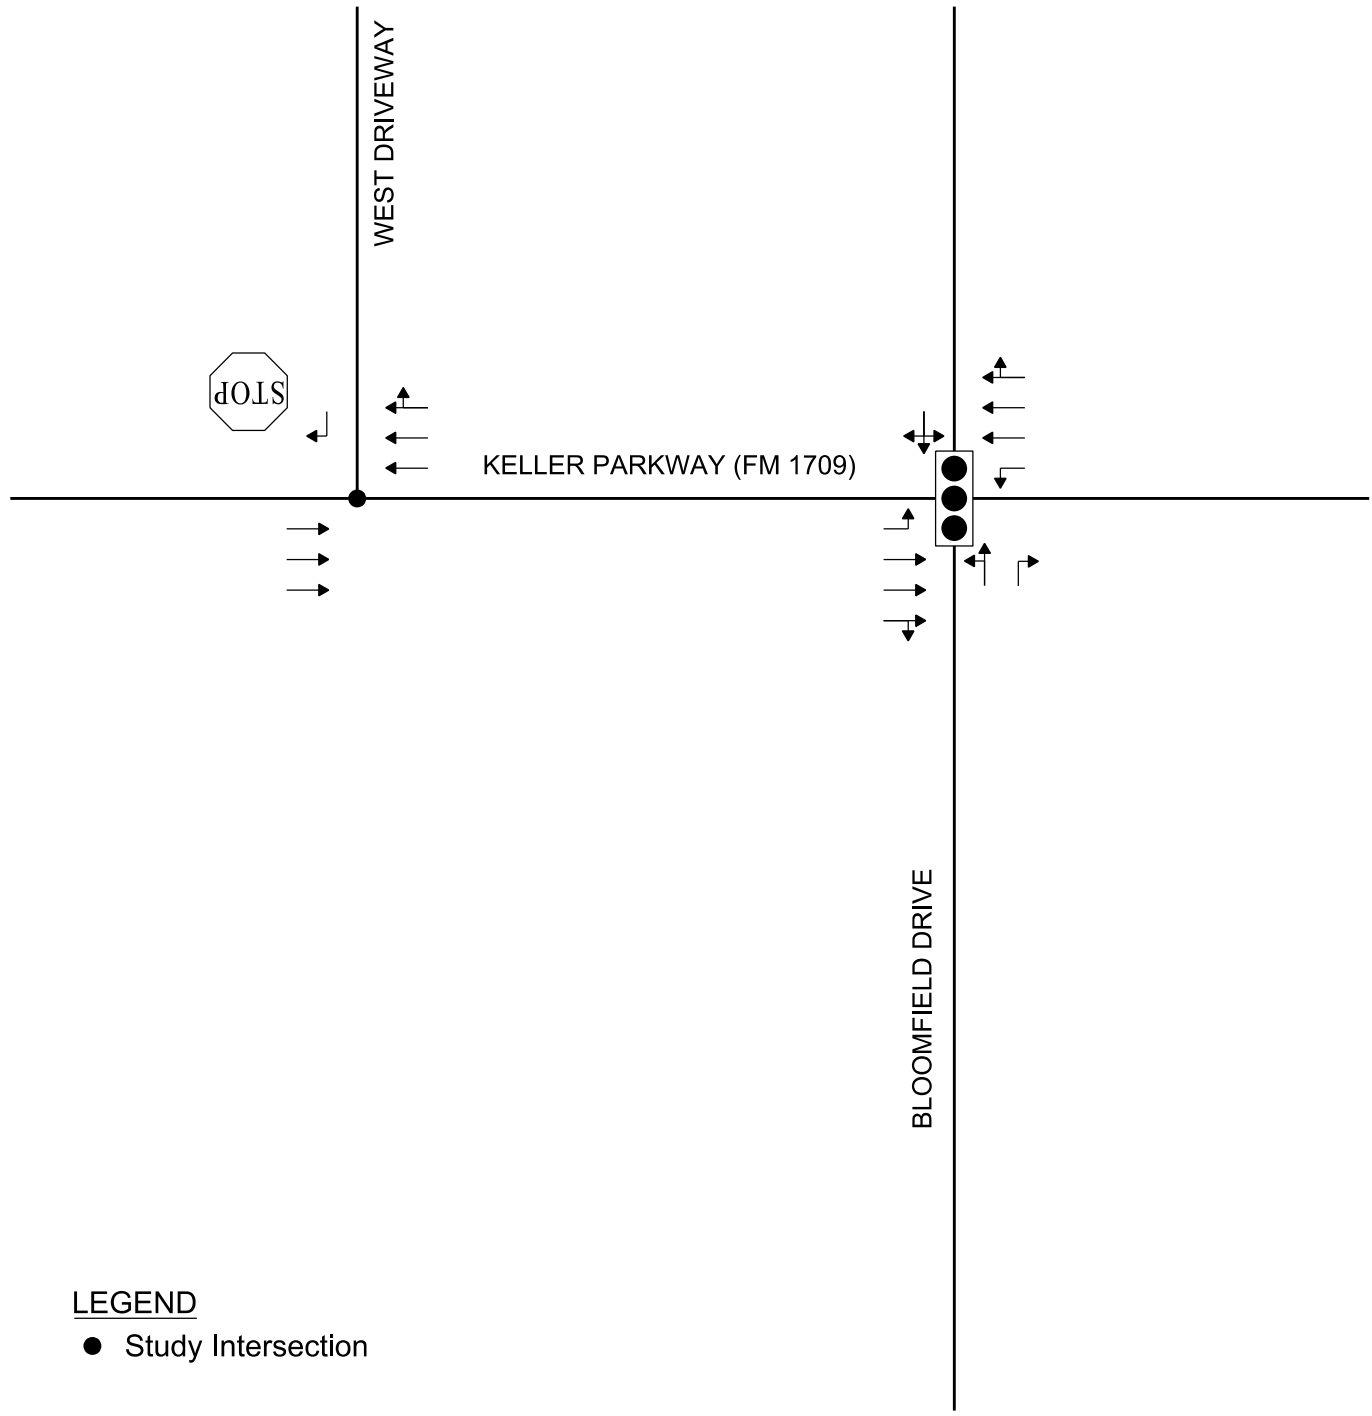 WEST DRIVEWAY
STOP
KELLER PARKWAY (FM 1709)
BLOOMFIELD DRIVE
LEGEND
Study Intersection